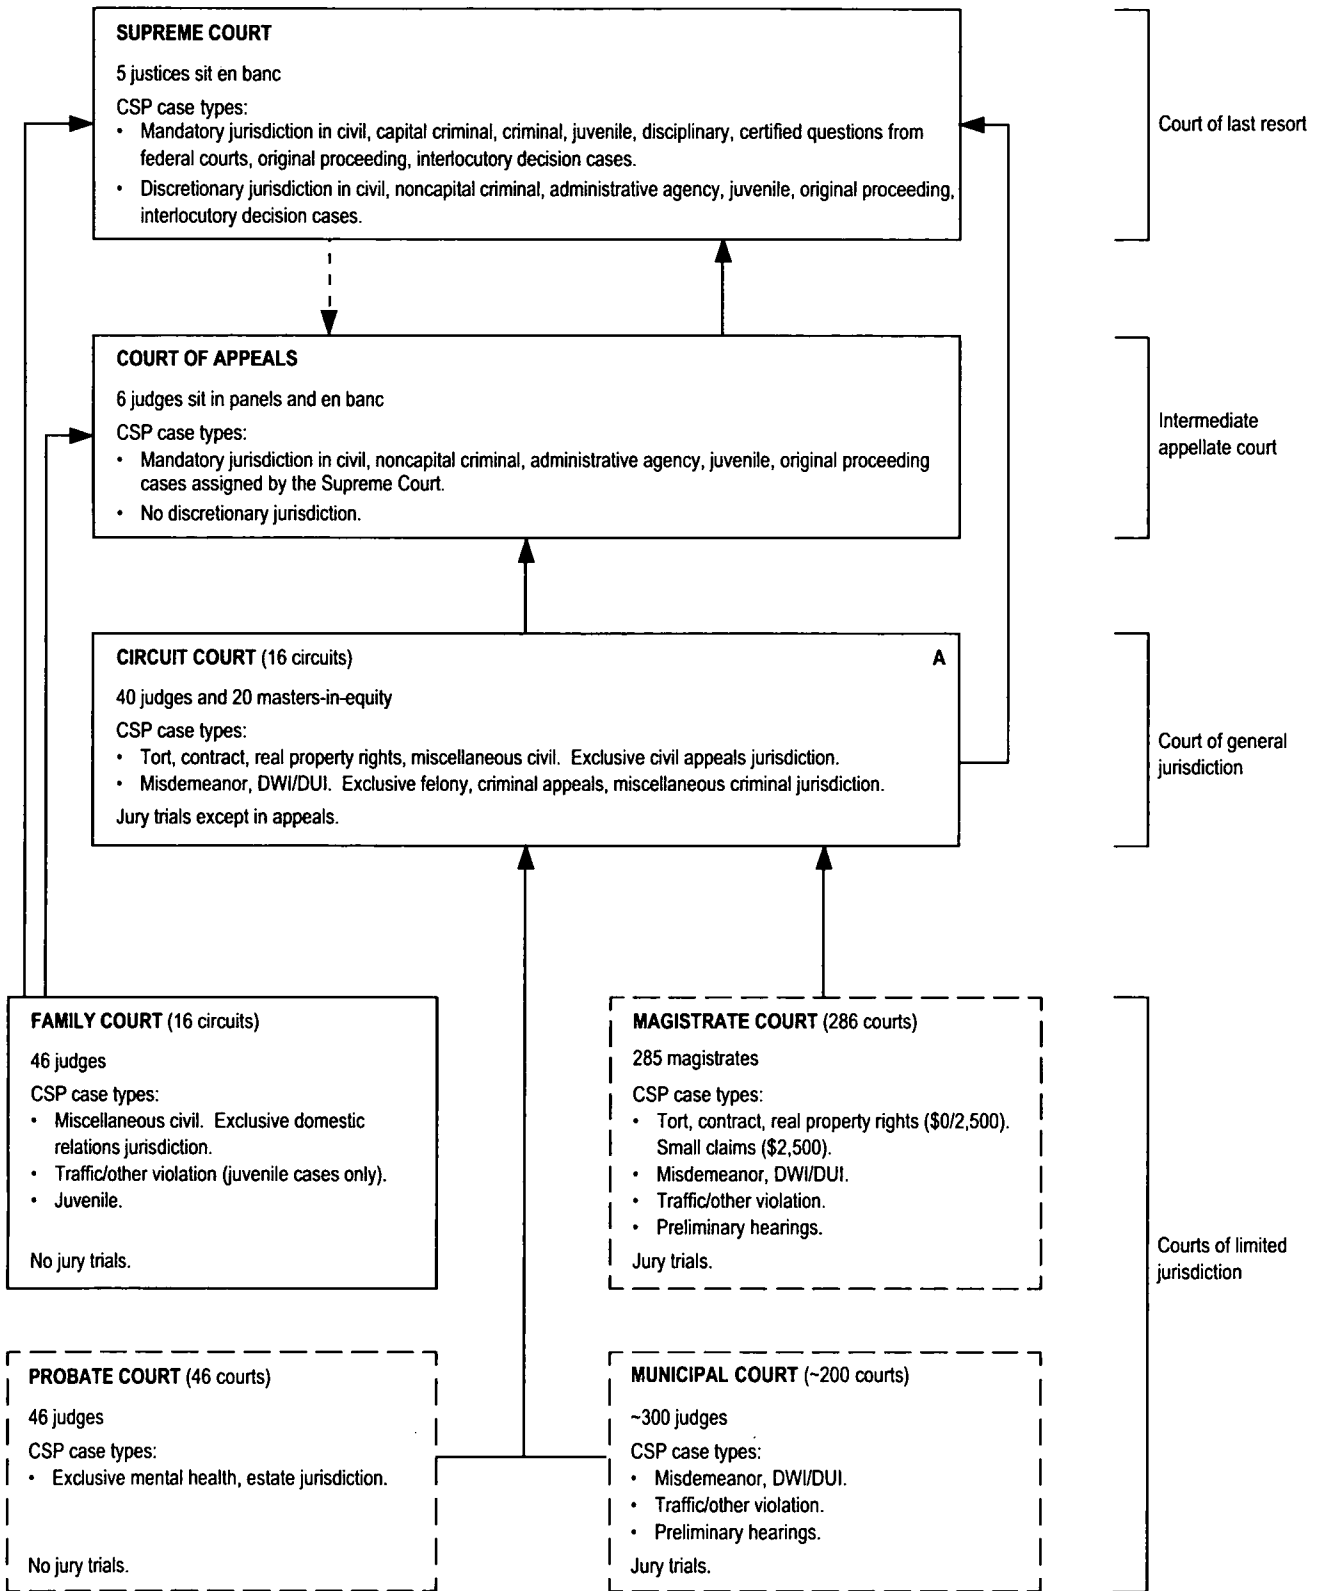 SUPREME COURT
5 justices sit en banc
CSP case types:
• Mandatory jurisdiction in civil, capital criminal, criminal, juvenile, disciplinary, certified questions from
federal courts, original proceeding, interlocutory decision cases.
• Discretionary jurisdiction in civil, noncapital criminal, administrative agency, juvenile, original proceeding,
interlocutory decision cases.
Court of last resort
COURT OF APPEALS
6 judges sit in panels and en banc
CSP case types:
• Mandatory jurisdiction in civil, noncapital criminal, administrative agency, juvenile, original proceeding
cases assigned by the Supreme Court.
• No discretionary jurisdiction.
Intermediate
appellate court
CIRCUIT COURT (16 circuits) A
40 judges and 20 masters-in-equity
CSP case types:
• Tort, contract, real property rights, miscellaneous civil. Exclusive civil appeals jurisdiction.
• Misdemeanor, DWI/DUI. Exclusive felony, criminal appeals, miscellaneous criminal jurisdiction.
Jury trials except in appeals.
Court of general
jurisdiction
FAMILY COURT (16 circuits)
46 judges
CSP case types:
• Miscellaneous civil. Exclusive domestic
relations jurisdiction.
• Traffic/other violation (juvenile cases only).
• Juvenile.
No jury trials.
MAGISTRATE COURT (286 courts)
285 magistrates
CSP case types:
• Tort, contract, real property rights ($0/2,500).
Small claims ($2,500).
• Misdemeanor, DWI/DUI.
• Traffic/other violation.
• Preliminary hearings.
Jury trials.
Courts of limited
jurisdiction
PROBATE COURT (46 courts)
46 judges
CSP case types:
• Exclusive mental health, estate jurisdiction.
No jury trials.
MUNICIPAL COURT (~200 courts)
~300 judges
CSP case types:
• Misdemeanor, DWI/DUI.
• Traffic/other violation.
• Preliminary hearings.
Jury trials.